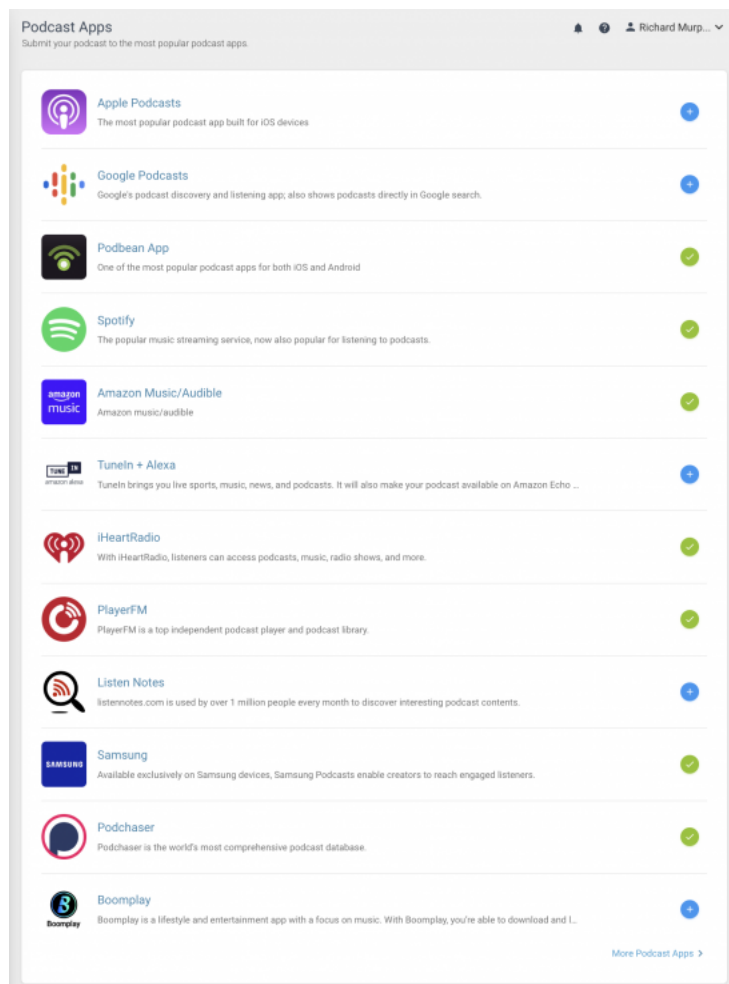 Podcast Apps
Richard Murp...
Submit your podcast to the most popular podcast apps.
Apple Podcasts
The most popular podcast app built for iOS devices
Google Podcasts
Google's podcast discovery and listening app; also shows podcasts directly in Google search.
Podbean App
One of the most popular podcast apps for both iOS and Android
Spotify
The popular music streaming service, now also popular for listening to podcasts.
amazon
music
Amazon Music/Audible
Amazon music/audible
TUNE IN
amazon alexa
TuneIn + Alexa
TuneIn brings you live sports, music, news, and podcasts. It will also make your podcast available on Amazon Echo ...
iHeartRadio
With iHeartRadio, listeners can access podcasts, music, radio shows, and more.
PlayerFM
PlayerFM is a top independent podcast player and podcast library.
Listen Notes
listennotes.com is used by over 1 million people every month to discover interesting podcast contents.
SAMSUNG
Samsung
Available exclusively on Samsung devices, Samsung Podcasts enable creators to reach engaged listeners.
Podchaser
Podchaser is the world's most comprehensive podcast database.
B
Boomplay
Boomplay
Boomplay is a lifestyle and entertainment app with a focus on music. With Boomplay, you're able to download and l...
More Podcast Apps